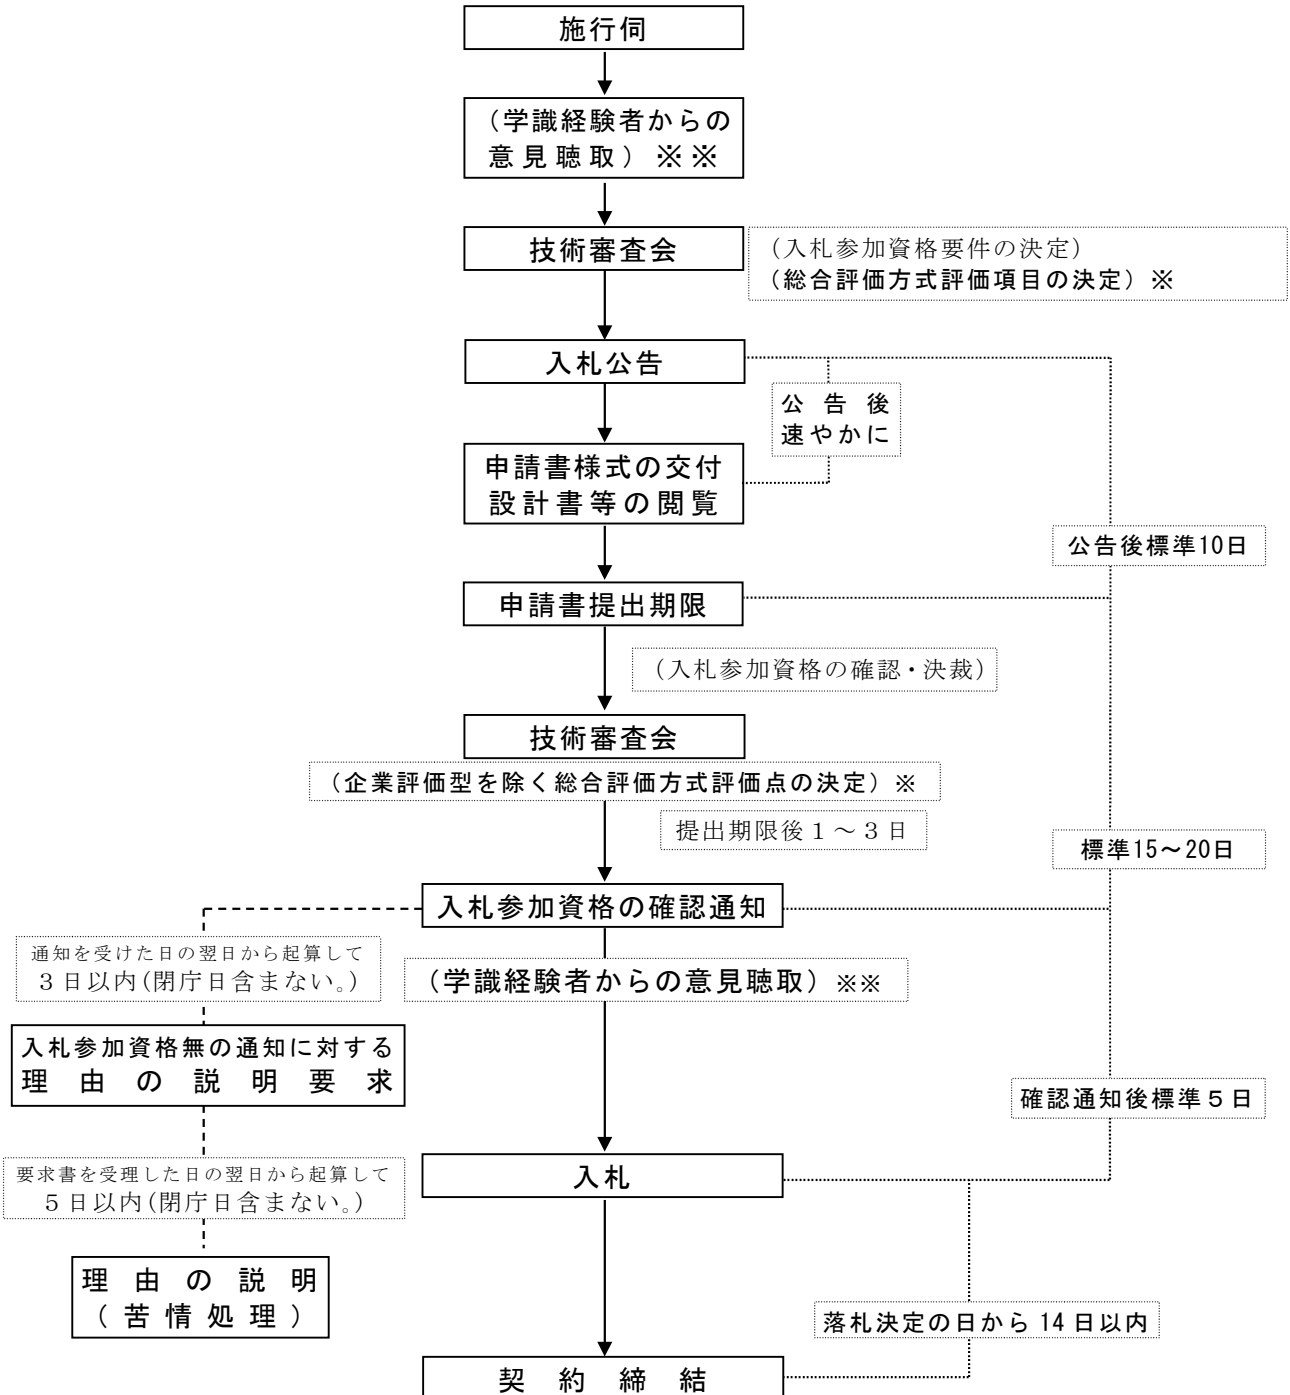 施行伺
（学識経験者からの
意見聴取）※※
技術審査会
（入札参加資格要件の決定）
（総合評価方式評価項目の決定）※
入札公告
公告後
速やかに
申請書様式の交付
設計書等の閲覧
公告後標準10日
申請書提出期限
（入札参加資格の確認・決裁）
技術審査会
（企業評価型を除く総合評価方式評価点の決定）※
提出期限後１～３日
標準15～20日
入札参加資格の確認通知
通知を受けた日の翌日から起算して
３日以内(閉庁日含まない。)
（学識経験者からの意見聴取）※※
入札参加資格無の通知に対する
理由の説明要求
確認通知後標準５日
要求書を受理した日の翌日から起算して
５日以内(閉庁日含まない。)
入札
理由の説明
（苦情処理）
落札決定の日から14日以内
契約締結